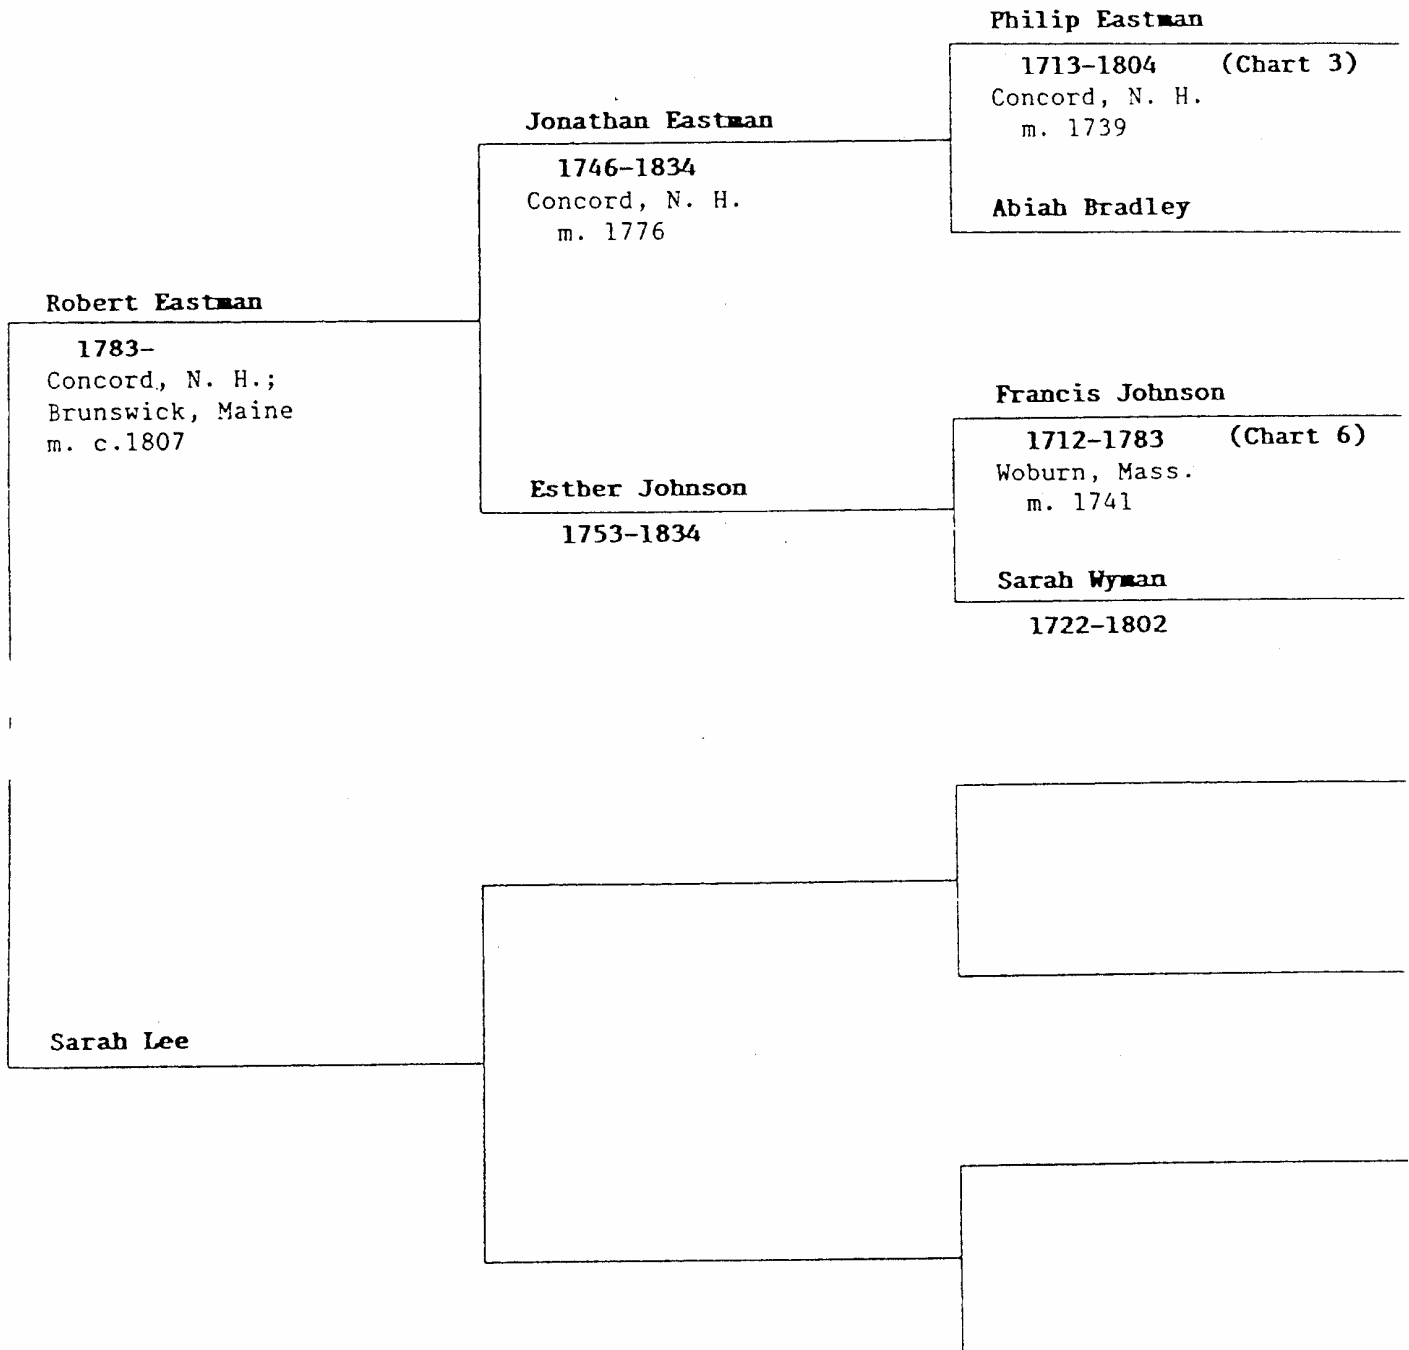 Philip Eastman
1713-1804 (Chart 3)
Concord, N. H.
m. 1739
Abiah Bradley
Jonathan Eastman
1746-1834
Concord, N. H.
m. 1776
Robert Eastman
1783-
Concord, N. H.;
Brunswick, Maine
m. c.1807
Francis Johnson
1712-1783 (Chart 6)
Woburn, Mass.
m. 1741
Esther Johnson
1753-1834
Sarah Wyman
1722-1802
Sarah Lee